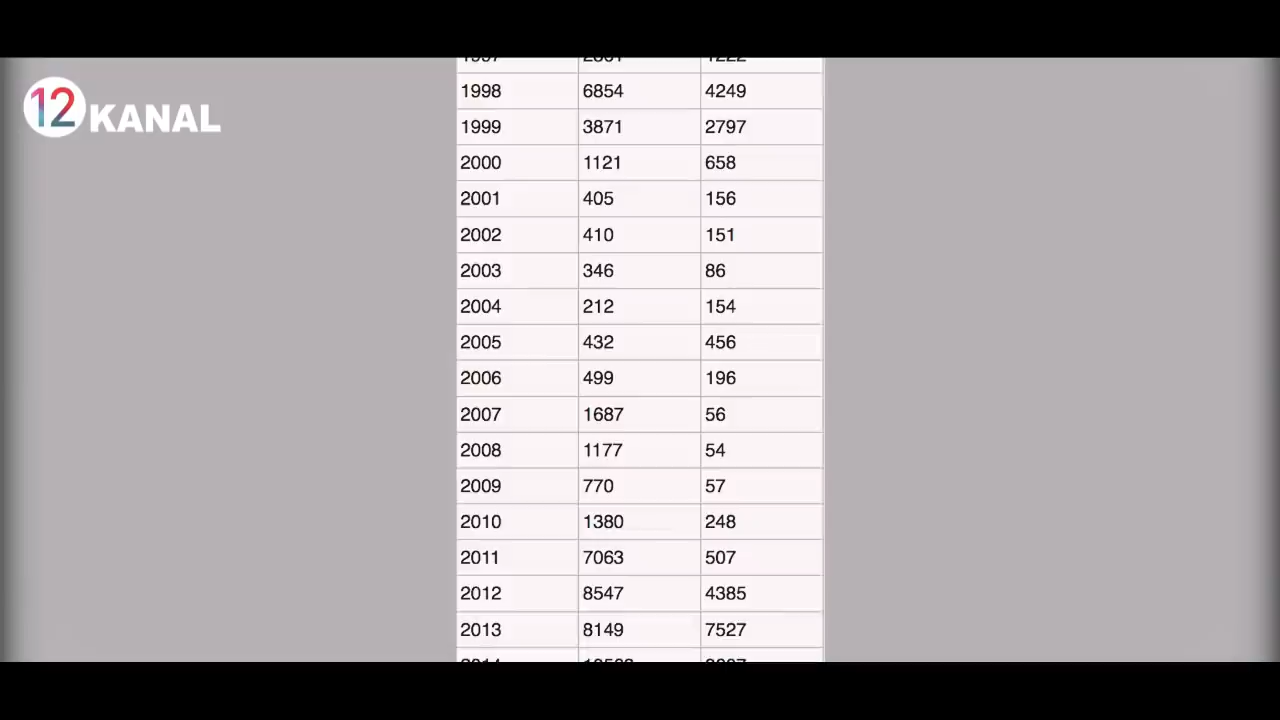 12 KANAL
1998 6854 4249
1999 3871 2797
2000 1121 658
2001 405 156
2002 410 151
2003 346 86
2004 212 154
2005 432 456
2006 499 196
2007 1687 56
2008 1177 54
2009 770 57
2010 1380 248
2011 7063 507
2012 8547 4385
2013 8149 7527